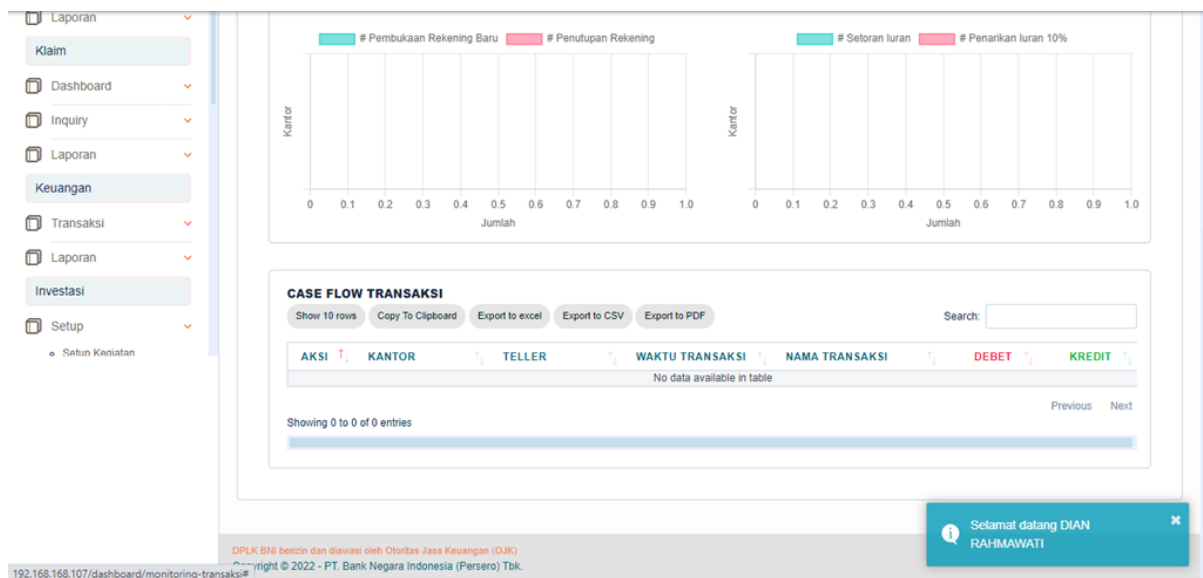 Laporan
Klaim
Dashboard
Inquiry
Laporan
Keuangan
Transaksi
Laporan
Investasi
Setup
Setup Kegiatan
# Pembukaan Rekening Baru # Penutupan Rekening
Kantor
0 0.1 0.2 0.3 0.4 0.5 0.6 0.7 0.8 0.9 1.0
Jumlah
# Setoran Iuran # Penarikan Iuran 10%
Kantor
0 0.1 0.2 0.3 0.4 0.5 0.6 0.7 0.8 0.9 1.0
Jumlah
CASE FLOW TRANSAKSI
Show 10 rows Copy To Clipboard Export to excel Export to CSV Export to PDF Search:
AKSI KANTOR TELLER WAKTU TRANSAKSI NAMA TRANSAKSI DEBET KREDIT
No data available in table
Previous Next
Showing 0 to 0 of 0 entries
Selamat datang DIAN
RAHMAWATI
DPLK BNI berizin dan diawasi oleh Otoritas Jasa Keuangan (OJK)
Copyright © 2022 - PT. Bank Negara Indonesia (Persero) Tbk.
192.168.168.107/dashboard/monitoring-transaksi#